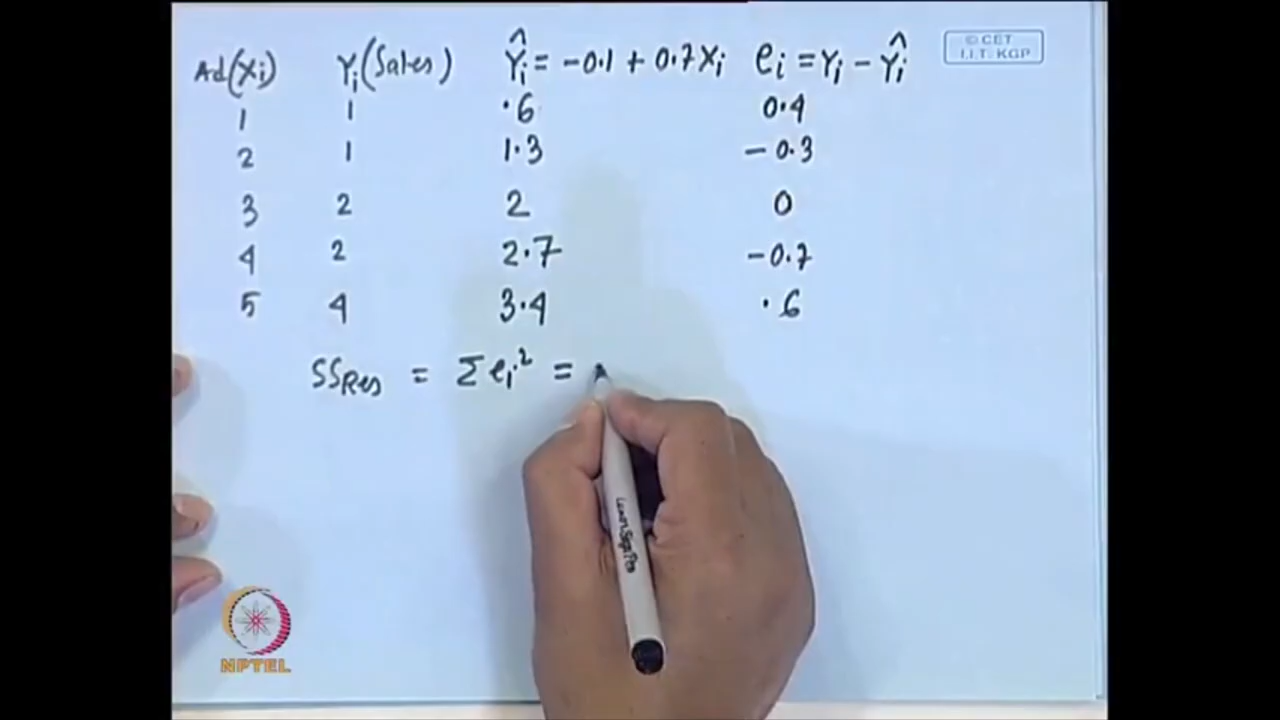 Ad(Xi) Yi(Sales) Ŷi = -0.1 + 0.7Xi ei = Yi - Ŷi
© CET
I.I.T. KGP
1 1 .6 0.4
2 1 1.3 -0.3
3 2 2 0
4 2 2.7 -0.7
5 4 3.4 .6
SSRes = Σei² =
NPTEL